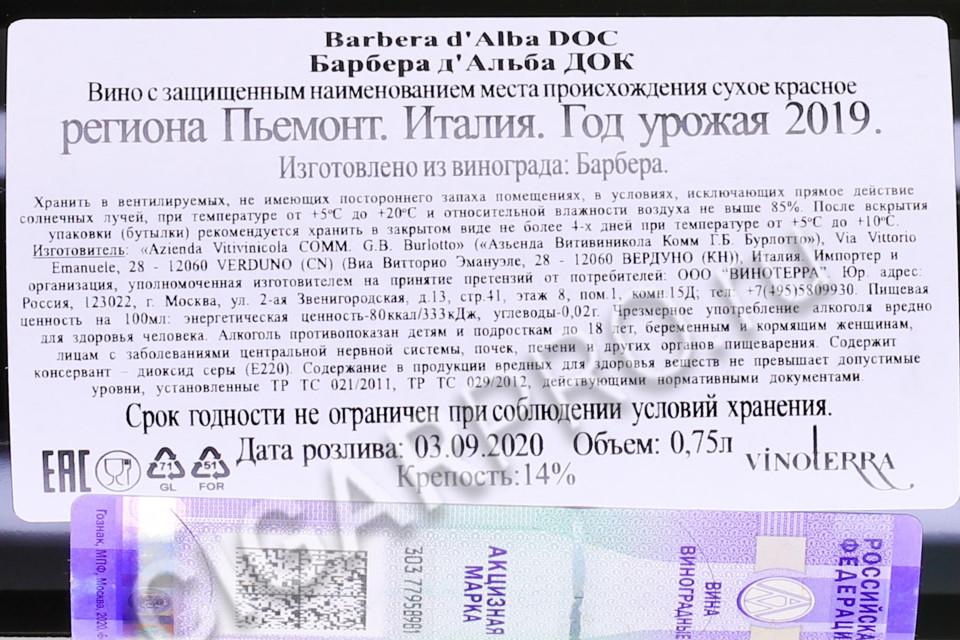 Barbera d'Alba DOC
Барбера д'Альба ДОК
Вино с защищенным наименованием места происхождения сухое красное
региона Пьемонт. Италия. Год урожая 2019.
Изготовлено из винограда: Барбера.
Хранить в вентилируемых, не имеющих постороннего запаха помещениях, в условиях, исключающих прямое действие
солнечных лучей, при температуре от +5°C до +20°C и относительной влажности воздуха не выше 85%. После вскрытия
упаковки (бутылки) рекомендуется хранить в закрытом виде не более 4-х дней при температуре от +5°C до +10°C.
Изготовитель: «Azienda Vitivinicola COMM. G.B. Burlotto» («Азьенда Витивиникола Комм Г.Б. Бурлотто»), Via Vittorio
Emanuele, 28 - 12060 VERDUNO (CN) (Виа Витторио Эмануэле, 28 - 12060 ВЕРДУНО (КН)), Италия. Импортер и
организация, уполномоченная изготовителем на принятие претензий от потребителей: ООО "ВИНОТЕРРА". Юр. адрес:
Россия, 123022, г. Москва, ул. 2-ая Звенигородская, д.13, стр.41, этаж 8, пом.1, комн.15Д; тел: +7(495)5809930. Пищевая
ценность на 100мл: энергетическая ценность-80ккал/333кДж, углеводы-0,02г. Чрезмерное употребление алкоголя вредно
для здоровья человека. Алкоголь противопоказан детям и подросткам до 18 лет, беременным и кормящим женщинам,
лицам с заболеваниями центральной нервной системы, почек, печени и других органов пищеварения. Содержит
консервант – диоксид серы (E220). Содержание в продукции вредных для здоровья веществ не превышает допустимые
уровни, установленные ТР ТС 021/2011, ТР ТС 029/2012, действующими нормативными документами.
Срок годности не ограничен при соблюдении условий хранения.
Дата розлива: 03.09.2020 Объем: 0,75л
Крепость:14%
EAC
71
GL
51
FOR
VINOTERRA
CIGARPRO.RU
Гознак, МПФ, Москва, 2020
303 77959981
АКЦИЗНАЯ
МАРКА
ВИНА
ВИНОГРАДНЫЕ
РОССИЙСКАЯ
ФЕДЕРАЦИ